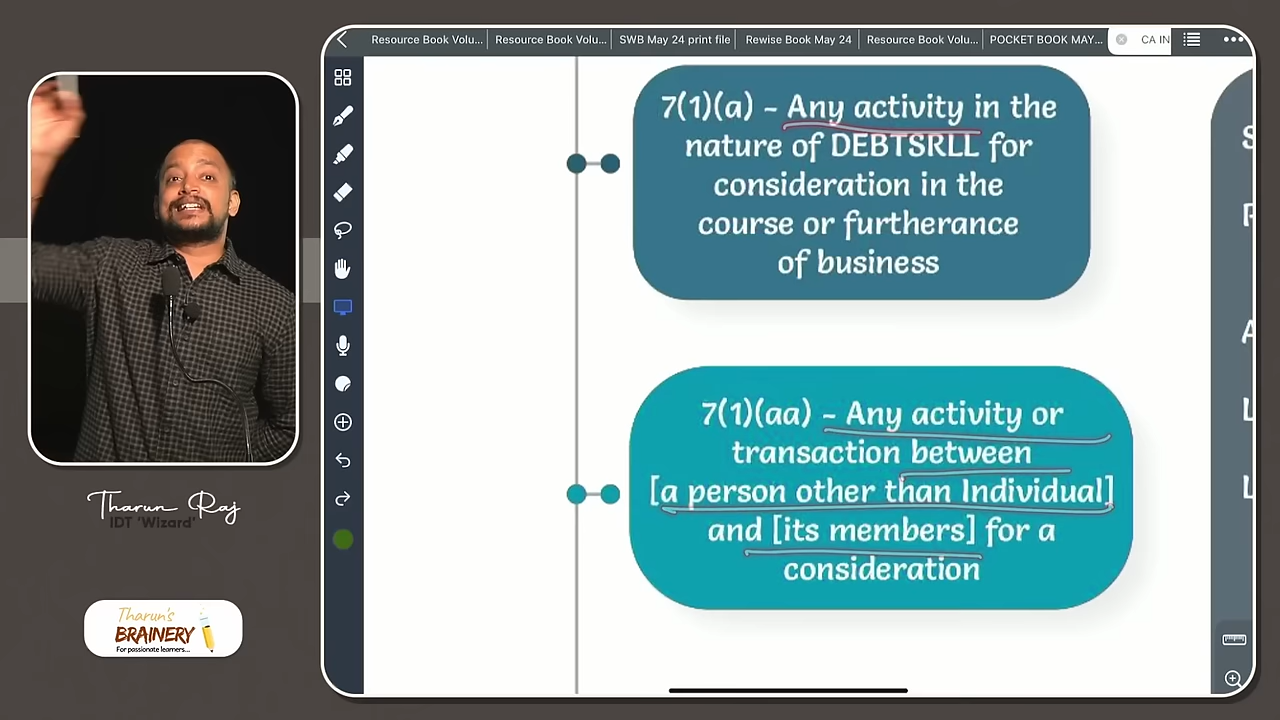 Resource Book Volu...
Resource Book Volu...
SWB May 24 print file
Rewise Book May 24
Resource Book Volu...
POCKET BOOK MAY...
CA IN
7(1)(a) - Any activity in the
nature of DEBTSRLL for
consideration in the
course or furtherance
of business
7(1)(aa) - Any activity or
transaction between
[a person other than Individual]
and [its members] for a
consideration
S
A
L
L
Tharun Raj
IDT 'Wizard'
Tharun's
BRAINERY
For passionate learners...